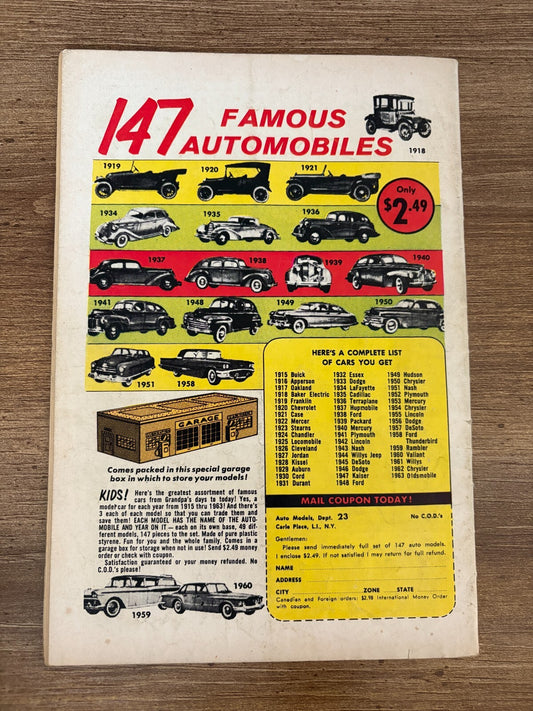 147 FAMOUS
AUTOMOBILES
1918
1919
1920
1921
Only
$2.49
1934
1935
1936
1937
1938
1939
1940
1941
1948
1949
1950
1951
1958
GARAGE
Comes packed in this special garage
box in which to store your models!
KIDS! Here's the greatest assortment of famous
cars from Grandpa's days to today! Yes, a
model car for each year from 1915 thru 1963! And there's
3 each of each model so that you can trade them and
save them! EACH MODEL HAS THE NAME OF THE AUTO-
MOBILE AND YEAR ON IT — each on its own base, 49 dif-
ferent models, 147 pieces to the set. Made of pure plastic
styrene. Fun for you and the whole family. Comes in a
garage box for storage when not in use! Send $2.49 money
order or check with coupon.
Satisfaction guaranteed or your money refunded. No
C.O.D.'s please!
1959
1960
HERE'S A COMPLETE LIST
OF CARS YOU GET
1915 Buick
1916 Apperson
1917 Oakland
1918 Baker Electric
1919 Franklin
1920 Chevrolet
1921 Case
1922 Mercer
1923 Stearns
1924 Chandler
1925 Locomobile
1926 Cleveland
1927 Jordan
1928 Kissel
1929 Auburn
1930 Cord
1931 Durant
1932 Essex
1933 Dodge
1934 LaFayette
1935 Cadillac
1936 Terraplane
1937 Hupmobile
1938 Ford
1939 Packard
1940 Mercury
1941 Plymouth
1942 Lincoln
1943 Nash
1944 Willys Jeep
1945 DeSoto
1946 Dodge
1947 Kaiser
1948 Ford
1949 Hudson
1950 Chrysler
1951 Nash
1952 Plymouth
1953 Mercury
1954 Chrysler
1955 Lincoln
1956 Dodge
1957 DeSoto
1958 Ford
Thunderbird
1959 Rambler
1960 Valiant
1961 Willys
1962 Chrysler
1963 Oldsmobile
MAIL COUPON TODAY!
Auto Models, Dept. 23 No C.O.D.'s
Carle Place, L.I., N.Y.
Gentlemen:
Please send immediately full set of 147 auto models.
I enclose $2.49. If not satisfied I may return for full refund.
NAME
ADDRESS
CITY ZONE STATE
Canadian and Foreign orders: $2.98 International Money Order
with coupon.